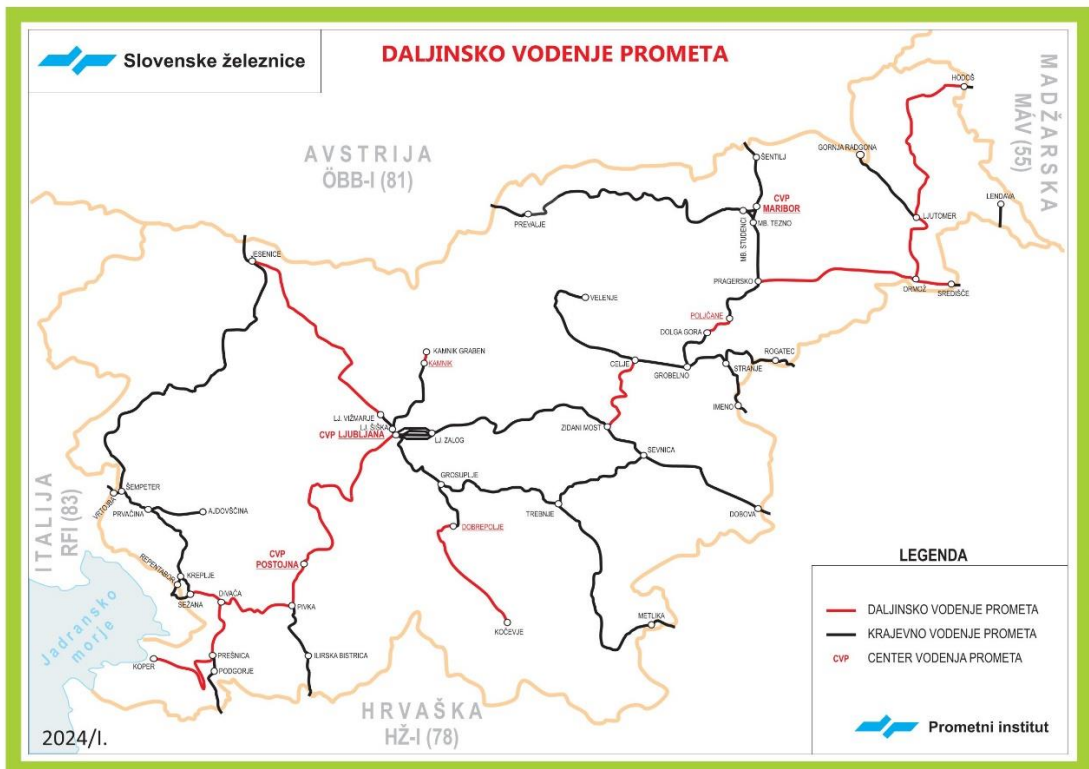 Slovenske železnice
DALJINSKO VODENJE PROMETA
MADŽARSKA
MÁV (55)
AVSTRIJA
ÖBB-I (81)
HODOŠ
GORNJA RADGONA
ŠENTILJ
CVP
MARIBOR
LENDAVA
PREVALJE
MB. TEZNO
MB. STUDENCI
LJUTOMER
JESENICE
PRAGERSKO
ORMOŽ
SREDIŠČE
VELENJE
POLJČANE
DOLGA GORA
KAMNIK GRABEN
KAMNIK
CELJE
GROBELNO
ROGATEC
STRANJE
IMENO
LJ. VIŽMARJE
LJ. ŠIŠKA
CVP LJUBLJANA
LJ. ZALOG
ZIDANI MOST
SEVNICA
GROSUPLJE
ITALIJA
RFI (83)
ŠEMPETER
VRTOJBA
PRVAČINA
AJDOVŠČINA
TREBNJE
DOBOVA
DOBREPOLJE
CVP
POSTOJNA
REPENTABOR
KREPLJE
SEŽANA
DIVAČA
PIVKA
KOČEVJE
METLIKA
Jadransko
morje
KOPER
PREŠNICA
PODGORJE
ILIRSKA BISTRICA
HRVAŠKA
HŽ-I (78)
LEGENDA
DALJINSKO VODENJE PROMETA
KRAJEVNO VODENJE PROMETA
CVP CENTER VODENJA PROMETA
Prometni institut
2024/I.